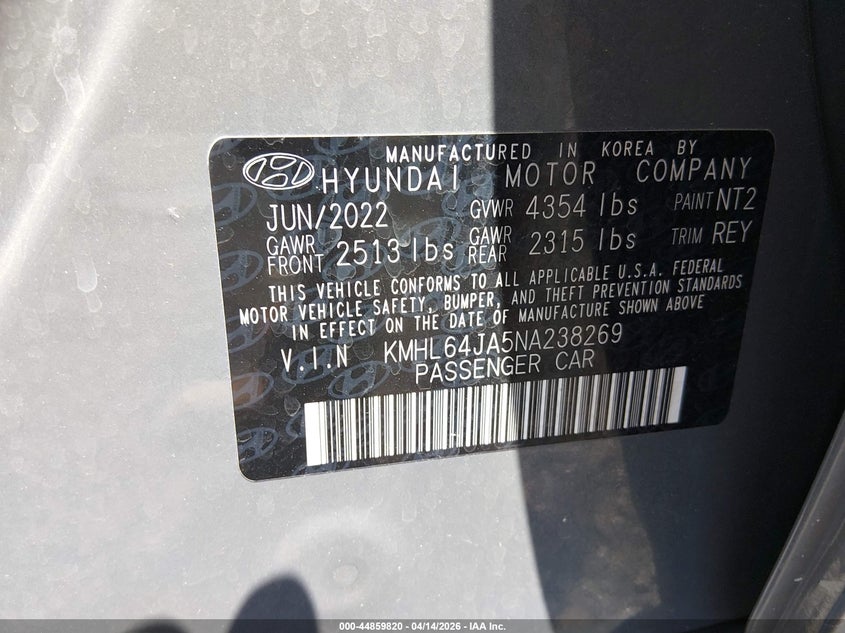 MANUFACTURED IN KOREA BY
HYUNDAI MOTOR COMPANY
JUN/2022 GVWR 4354 lbs PAINT NT2
GAWR FRONT 2513 lbs GAWR REAR 2315 lbs TRIM REY
THIS VEHICLE CONFORMS TO ALL APPLICABLE U.S.A. FEDERAL
MOTOR VEHICLE SAFETY, BUMPER, AND THEFT PREVENTION STANDARDS
IN EFFECT ON THE DATE OF MANUFACTURE SHOWN ABOVE
V.I.N KMHL64JA5NA238269
PASSENGER CAR
000-44859820 - 04/14/2026 - IAA Inc.